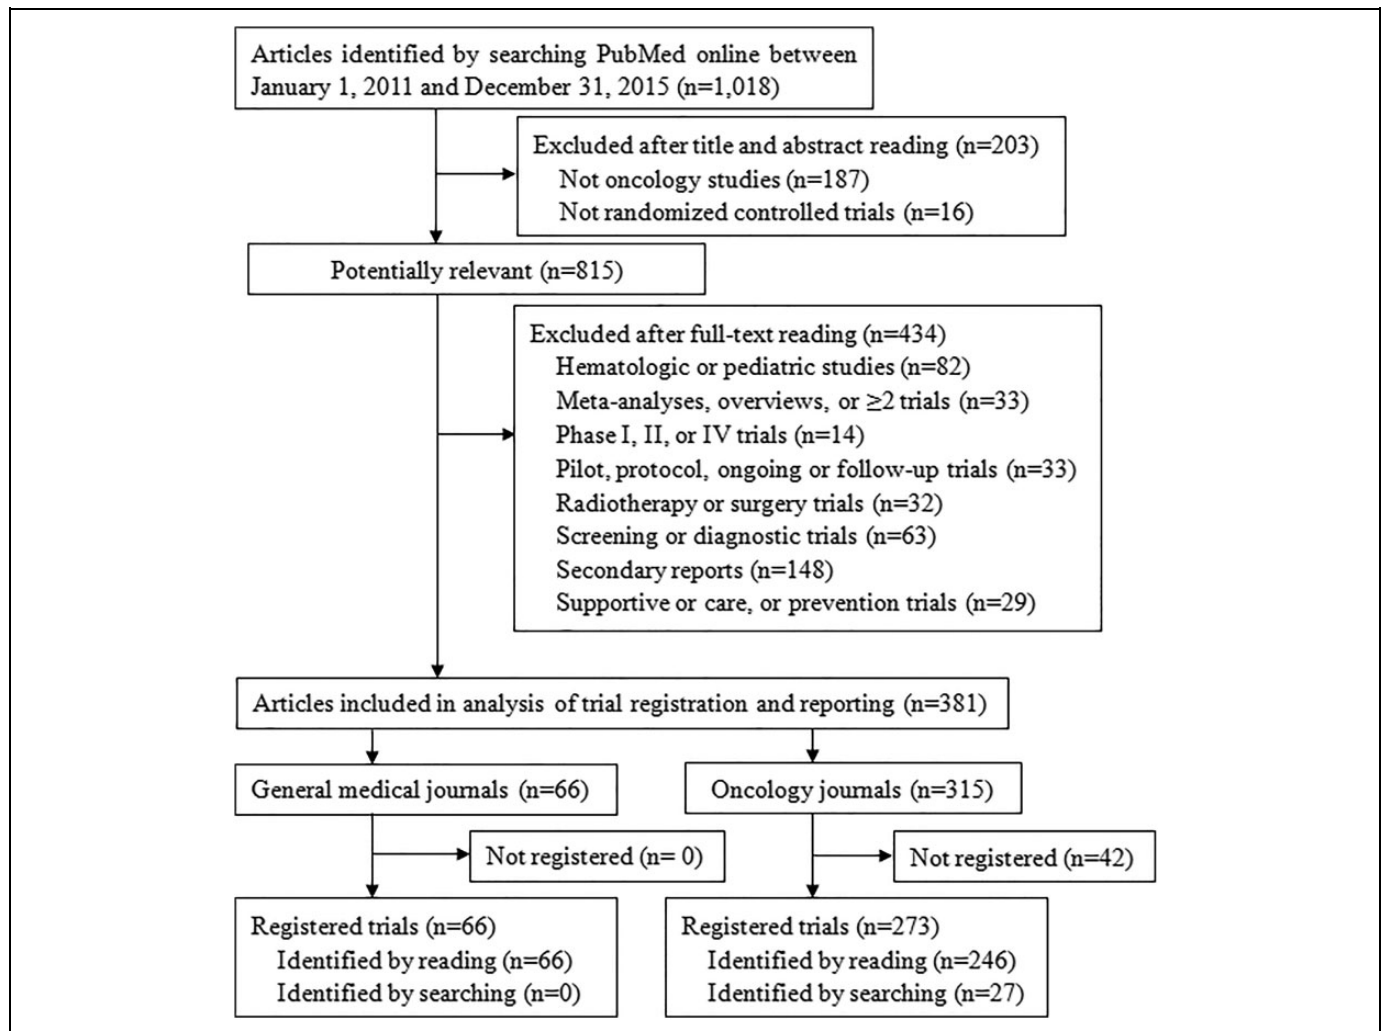 Articles identified by searching PubMed online between
January 1, 2011 and December 31, 2015 (n=1,018)
Excluded after title and abstract reading (n=203)
Not oncology studies (n=187)
Not randomized controlled trials (n=16)
Potentially relevant (n=815)
Excluded after full-text reading (n=434)
Hematologic or pediatric studies (n=82)
Meta-analyses, overviews, or ≥2 trials (n=33)
Phase I, II, or IV trials (n=14)
Pilot, protocol, ongoing or follow-up trials (n=33)
Radiotherapy or surgery trials (n=32)
Screening or diagnostic trials (n=63)
Secondary reports (n=148)
Supportive or care, or prevention trials (n=29)
Articles included in analysis of trial registration and reporting (n=381)
General medical journals (n=66)
Oncology journals (n=315)
Not registered (n= 0)
Not registered (n=42)
Registered trials (n=66)
Identified by reading (n=66)
Identified by searching (n=0)
Registered trials (n=273)
Identified by reading (n=246)
Identified by searching (n=27)